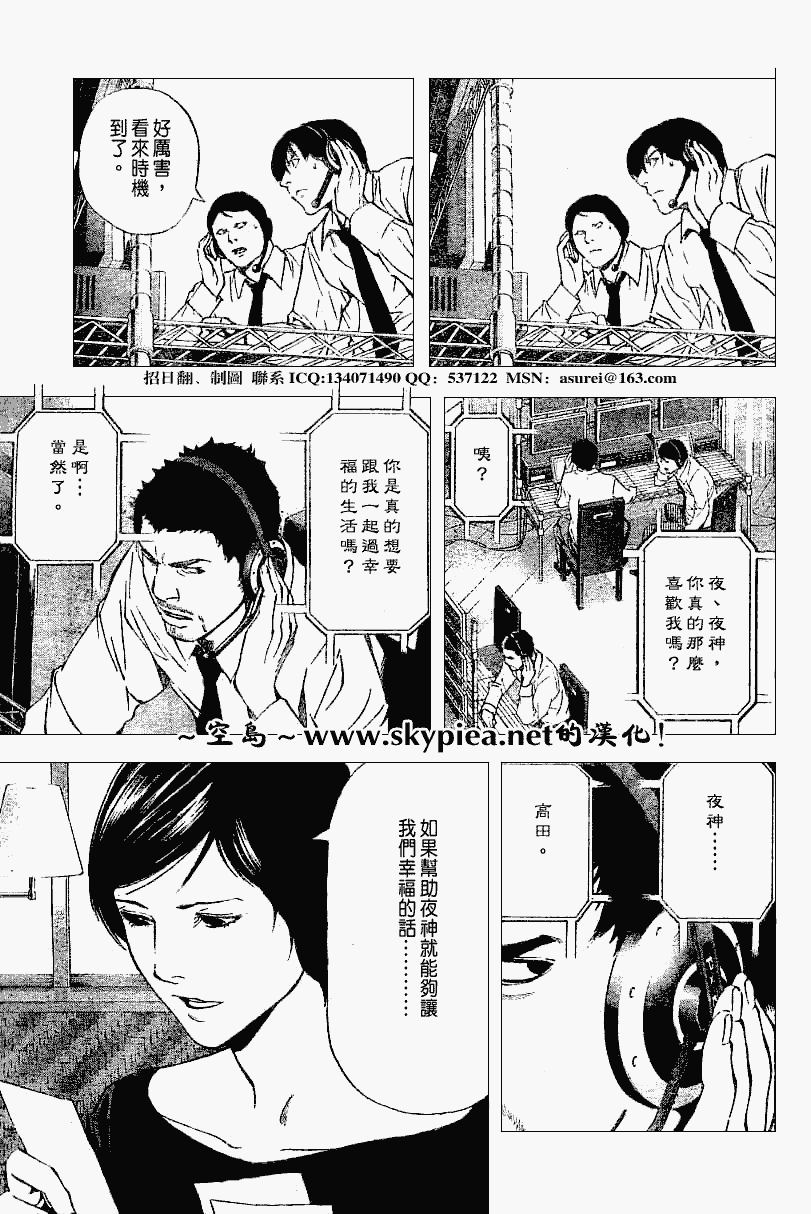 好厲害，
看來時機
到了。
招日翻、制圖 聯系 ICQ:134071490 QQ：537122 MSN：asurei@163.com
咦？
夜、夜神，
你真的那麼
喜歡我嗎？
你是真的想要
跟我一起過幸
福的生活嗎？
是啊…
當然了。
～空島～www.skypiea.net的漢化！
夜神……
高田。
如果幫助夜神就能夠讓
我們幸福的話…………